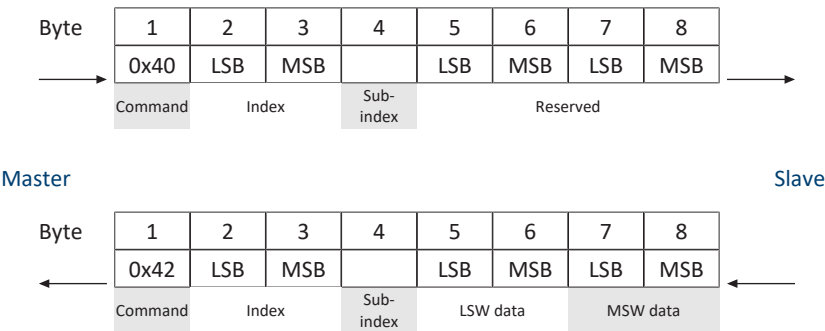 Byte 1 2 3 4 5 6 7 8
0x40 LSB MSB LSB MSB LSB MSB
Command Index Sub-index Reserved
Master Slave
Byte 1 2 3 4 5 6 7 8
0x42 LSB MSB LSB MSB LSB MSB
Command Index Sub-index LSW data MSW data